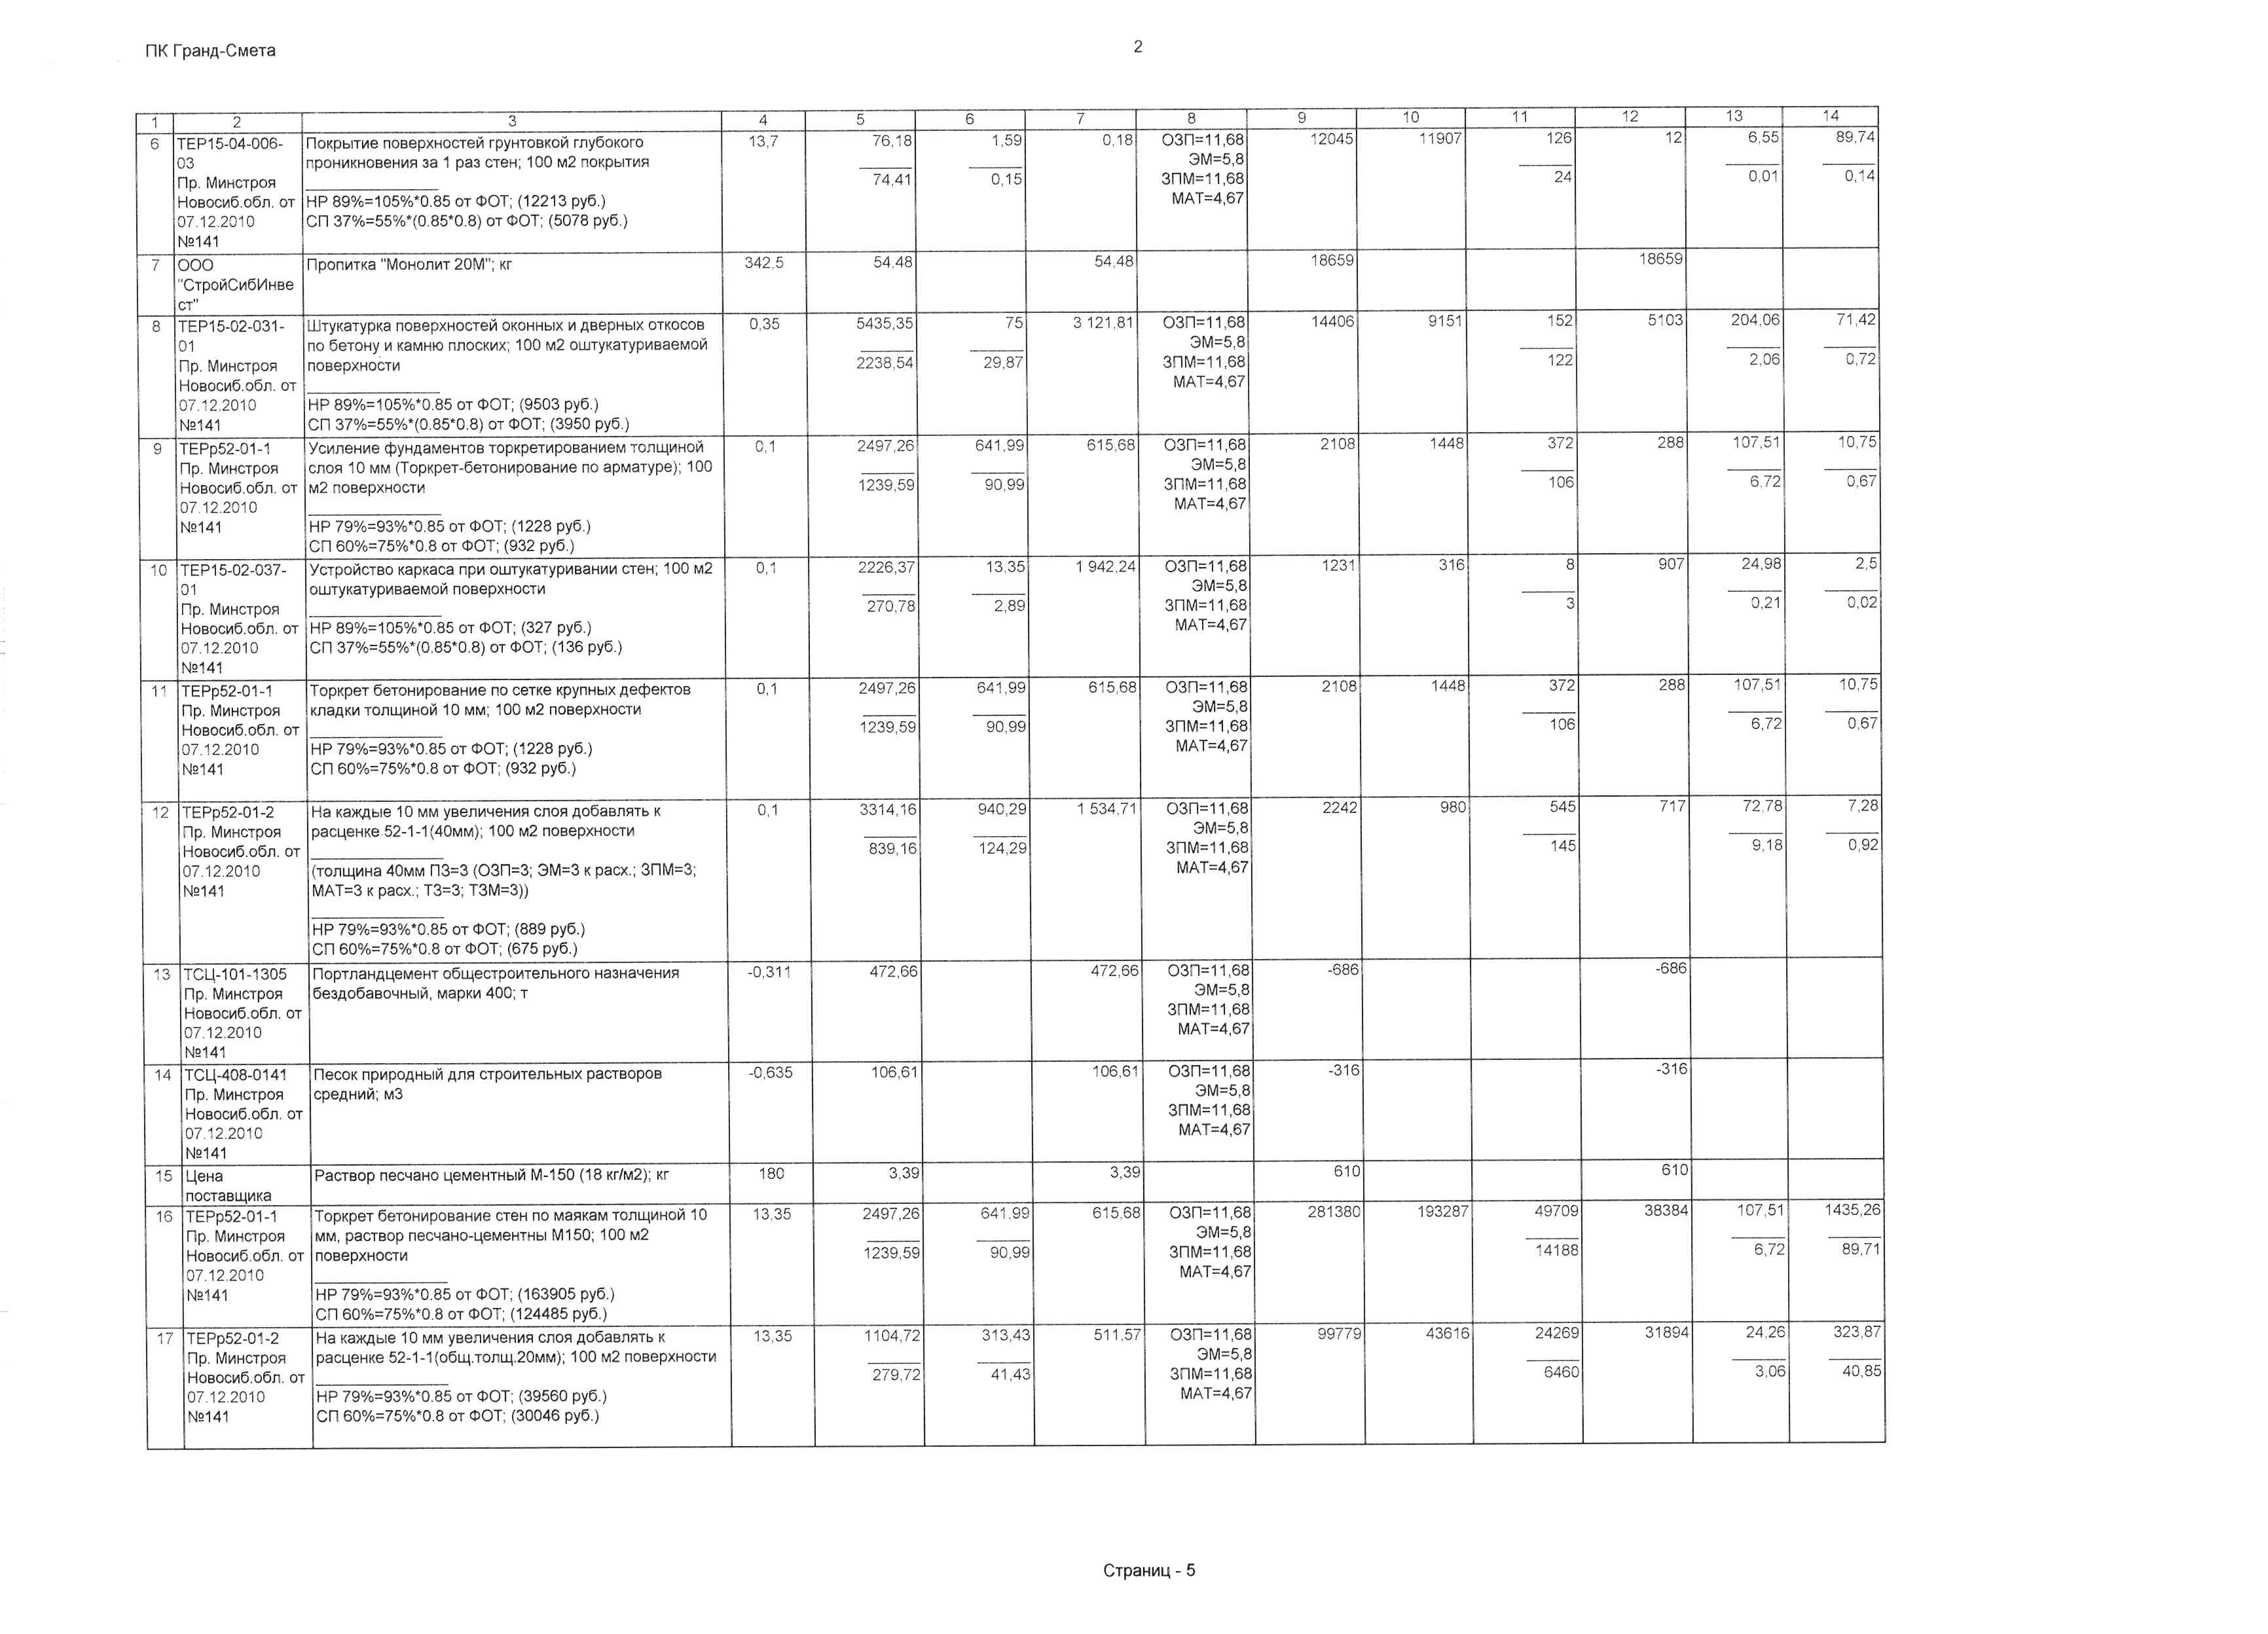 ПК Гранд-Смета
2
1 2 3 4 5 6 7 8 9 10 11 12 13 14
6 ТЕР15-04-006- Покрытие поверхностей грунтовкой глубокого 13,7 76,18 1,59 0,18 ОЗП=11,68 12045 11907 126 12 6,55 89,74
03 проникновения за 1 раз стен; 100 м2 покрытия ЭМ=5,8
Пр. Минстроя 74,41 0,15 ЗПМ=11,68 24 0,01 0,14
Новосиб.обл. от НР 89%=105%*0.85 от ФОТ; (12213 руб.) МАТ=4,67
07.12.2010 СП 37%=55%*(0.85*0.8) от ФОТ; (5078 руб.)
№141
7 ООО Пропитка "Монолит 20М"; кг 342,5 54,48 54,48 18659 18659
"СтройСибИнве
ст"
8 ТЕР15-02-031- Штукатурка поверхностей оконных и дверных откосов 0,35 5435,35 75 3 121,81 ОЗП=11,68 14406 9151 152 5103 204,06 71,42
01 по бетону и камню плоских; 100 м2 оштукатуриваемой ЭМ=5,8
Пр. Минстроя поверхности 2238,54 29,87 ЗПМ=11,68 122 2,06 0,72
Новосиб.обл. от МАТ=4,67
07.12.2010 НР 89%=105%*0.85 от ФОТ; (9503 руб.)
№141 СП 37%=55%*(0.85*0.8) от ФОТ; (3950 руб.)
9 ТЕРр52-01-1 Усиление фундаментов торкретированием толщиной 0,1 2497,26 641,99 615,68 ОЗП=11,68 2108 1448 372 288 107,51 10,75
Пр. Минстроя слоя 10 мм (Торкрет-бетонирование по арматуре); 100 ЭМ=5,8
Новосиб.обл. от м2 поверхности 1239,59 90,99 ЗПМ=11,68 106 6,72 0,67
07.12.2010 МАТ=4,67
№141 НР 79%=93%*0.85 от ФОТ; (1228 руб.)
СП 60%=75%*0.8 от ФОТ; (932 руб.)
10 ТЕР15-02-037- Устройство каркаса при оштукатуривании стен; 100 м2 0,1 2226,37 13,35 1 942,24 ОЗП=11,68 1231 316 8 907 24,98 2,5
01 оштукатуриваемой поверхности ЭМ=5,8
Пр. Минстроя 270,78 2,89 ЗПМ=11,68 3 0,21 0,02
Новосиб.обл. от НР 89%=105%*0.85 от ФОТ; (327 руб.) МАТ=4,67
07.12.2010 СП 37%=55%*(0.85*0.8) от ФОТ; (136 руб.)
№141
11 ТЕРр52-01-1 Торкрет бетонирование по сетке крупных дефектов 0,1 2497,26 641,99 615,68 ОЗП=11,68 2108 1448 372 288 107,51 10,75
Пр. Минстроя кладки толщиной 10 мм; 100 м2 поверхности ЭМ=5,8
Новосиб.обл. от 1239,59 90,99 ЗПМ=11,68 106 6,72 0,67
07.12.2010 НР 79%=93%*0.85 от ФОТ; (1228 руб.) МАТ=4,67
№141 СП 60%=75%*0.8 от ФОТ; (932 руб.)
12 ТЕРр52-01-2 На каждые 10 мм увеличения слоя добавлять к 0,1 3314,16 940,29 1 534,71 ОЗП=11,68 2242 980 545 717 72,78 7,28
Пр. Минстроя расценке 52-1-1(40мм); 100 м2 поверхности ЭМ=5,8
Новосиб.обл. от 839,16 124,29 ЗПМ=11,68 145 9,18 0,92
07.12.2010 (толщина 40мм ПЗ=3 (ОЗП=3; ЭМ=3 к расх.; ЗПМ=3; МАТ=4,67
№141 МАТ=3 к расх.; ТЗ=3; ТЗМ=3))
НР 79%=93%*0.85 от ФОТ; (889 руб.)
СП 60%=75%*0.8 от ФОТ; (675 руб.)
13 ТСЦ-101-1305 Портландцемент общестроительного назначения -0,311 472,66 472,66 ОЗП=11,68 -686 -686
Пр. Минстроя бездобавочный, марки 400; т ЭМ=5,8
Новосиб.обл. от ЗПМ=11,68
07.12.2010 МАТ=4,67
№141
14 ТСЦ-408-0141 Песок природный для строительных растворов -0,635 106,61 106,61 ОЗП=11,68 -316 -316
Пр. Минстроя средний; м3 ЭМ=5,8
Новосиб.обл. от ЗПМ=11,68
07.12.2010 МАТ=4,67
№141
15 Цена Раствор песчано цементный М-150 (18 кг/м2); кг 180 3,39 3,39 610 610
поставщика
16 ТЕРр52-01-1 Торкрет бетонирование стен по маякам толщиной 10 13,35 2497,26 641,99 615,68 ОЗП=11,68 281380 193287 49709 38384 107,51 1435,26
Пр. Минстроя мм, раствор песчано-цементны М150; 100 м2 ЭМ=5,8
Новосиб.обл. от поверхности 1239,59 90,99 ЗПМ=11,68 14188 6,72 89,71
07.12.2010 МАТ=4,67
№141 НР 79%=93%*0.85 от ФОТ; (163905 руб.)
СП 60%=75%*0.8 от ФОТ; (124485 руб.)
17 ТЕРр52-01-2 На каждые 10 мм увеличения слоя добавлять к 13,35 1104,72 313,43 511,57 ОЗП=11,68 99779 43616 24269 31894 24,26 323,87
Пр. Минстроя расценке 52-1-1(общ.толщ.20мм); 100 м2 поверхности ЭМ=5,8
Новосиб.обл. от 279,72 41,43 ЗПМ=11,68 6460 3,06 40,85
07.12.2010 НР 79%=93%*0.85 от ФОТ; (39560 руб.) МАТ=4,67
№141 СП 60%=75%*0.8 от ФОТ; (30046 руб.)
Страниц - 5